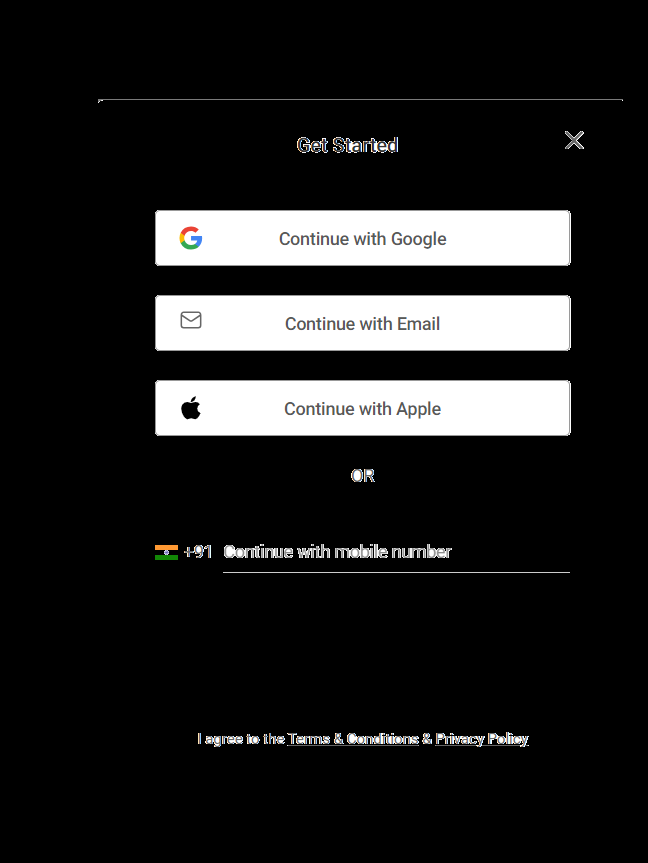 Get Started
Continue with Google
Continue with Email
Continue with Apple
OR
+91 Continue with mobile number
I agree to the Terms & Conditions & Privacy Policy